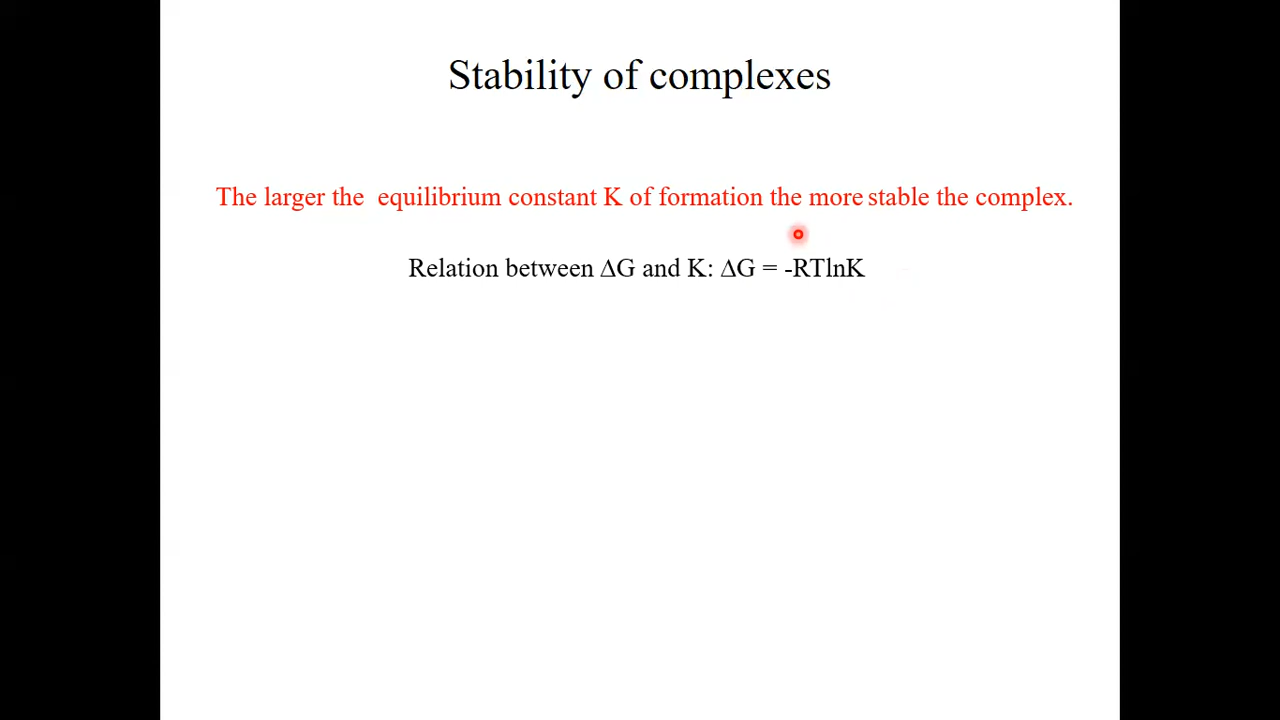 Stability of complexes
The larger the  equilibrium constant K of formation the more stable the complex.
Relation between ΔG and K: ΔG = -RTlnK